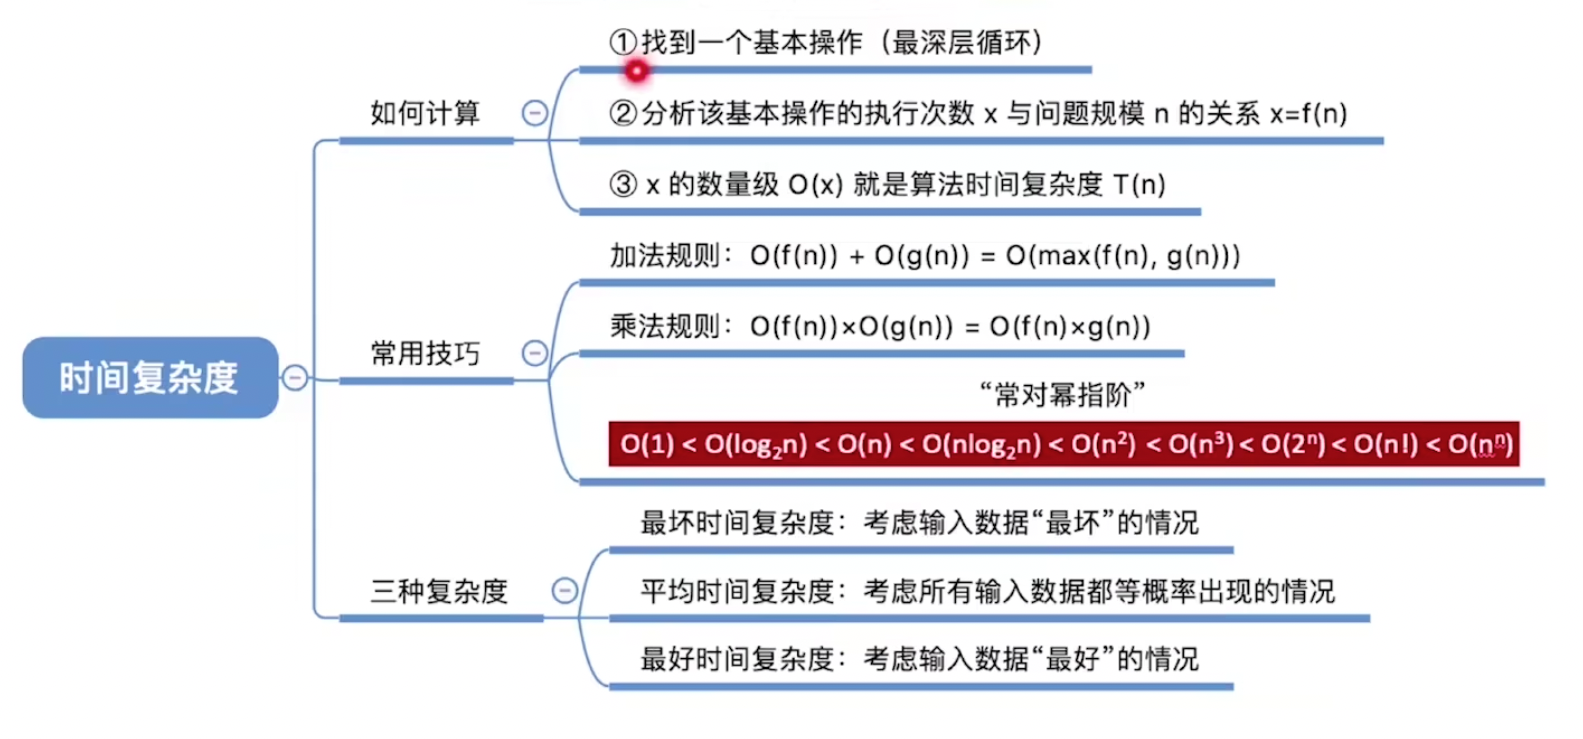 时间复杂度
如何计算
①找到一个基本操作（最深层循环）
②分析该基本操作的执行次数 x 与问题规模 n 的关系 x=f(n)
③ x 的数量级 O(x) 就是算法时间复杂度 T(n)
常用技巧
加法规则：O(f(n)) + O(g(n)) = O(max(f(n), g(n)))
乘法规则：O(f(n))×O(g(n)) = O(f(n)×g(n))
“常对幂指阶”
O(1) < O(log₂n) < O(n) < O(nlog₂n) < O(n²) < O(n³) < O(2ⁿ) < O(n!) < O(nⁿ)
三种复杂度
最坏时间复杂度：考虑输入数据“最坏”的情况
平均时间复杂度：考虑所有输入数据都等概率出现的情况
最好时间复杂度：考虑输入数据“最好”的情况